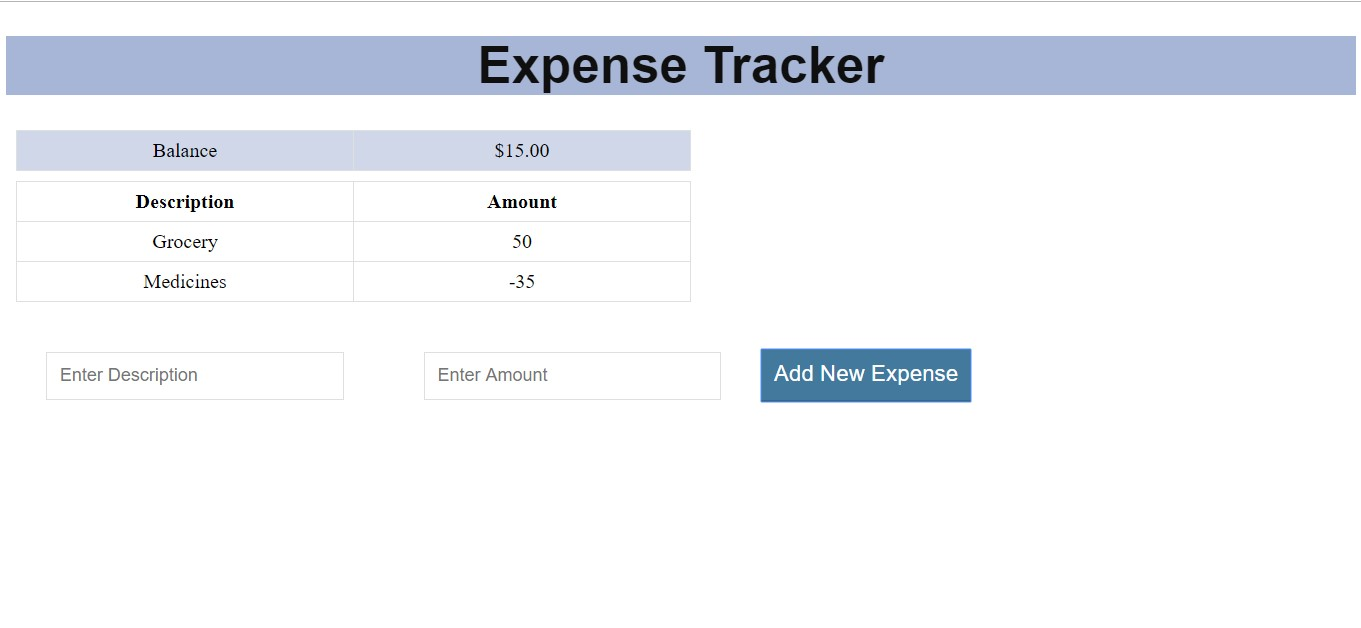 Expense Tracker
Balance $15.00
Description Amount
Grocery 50
Medicines -35
Enter Description Enter Amount Add New Expense